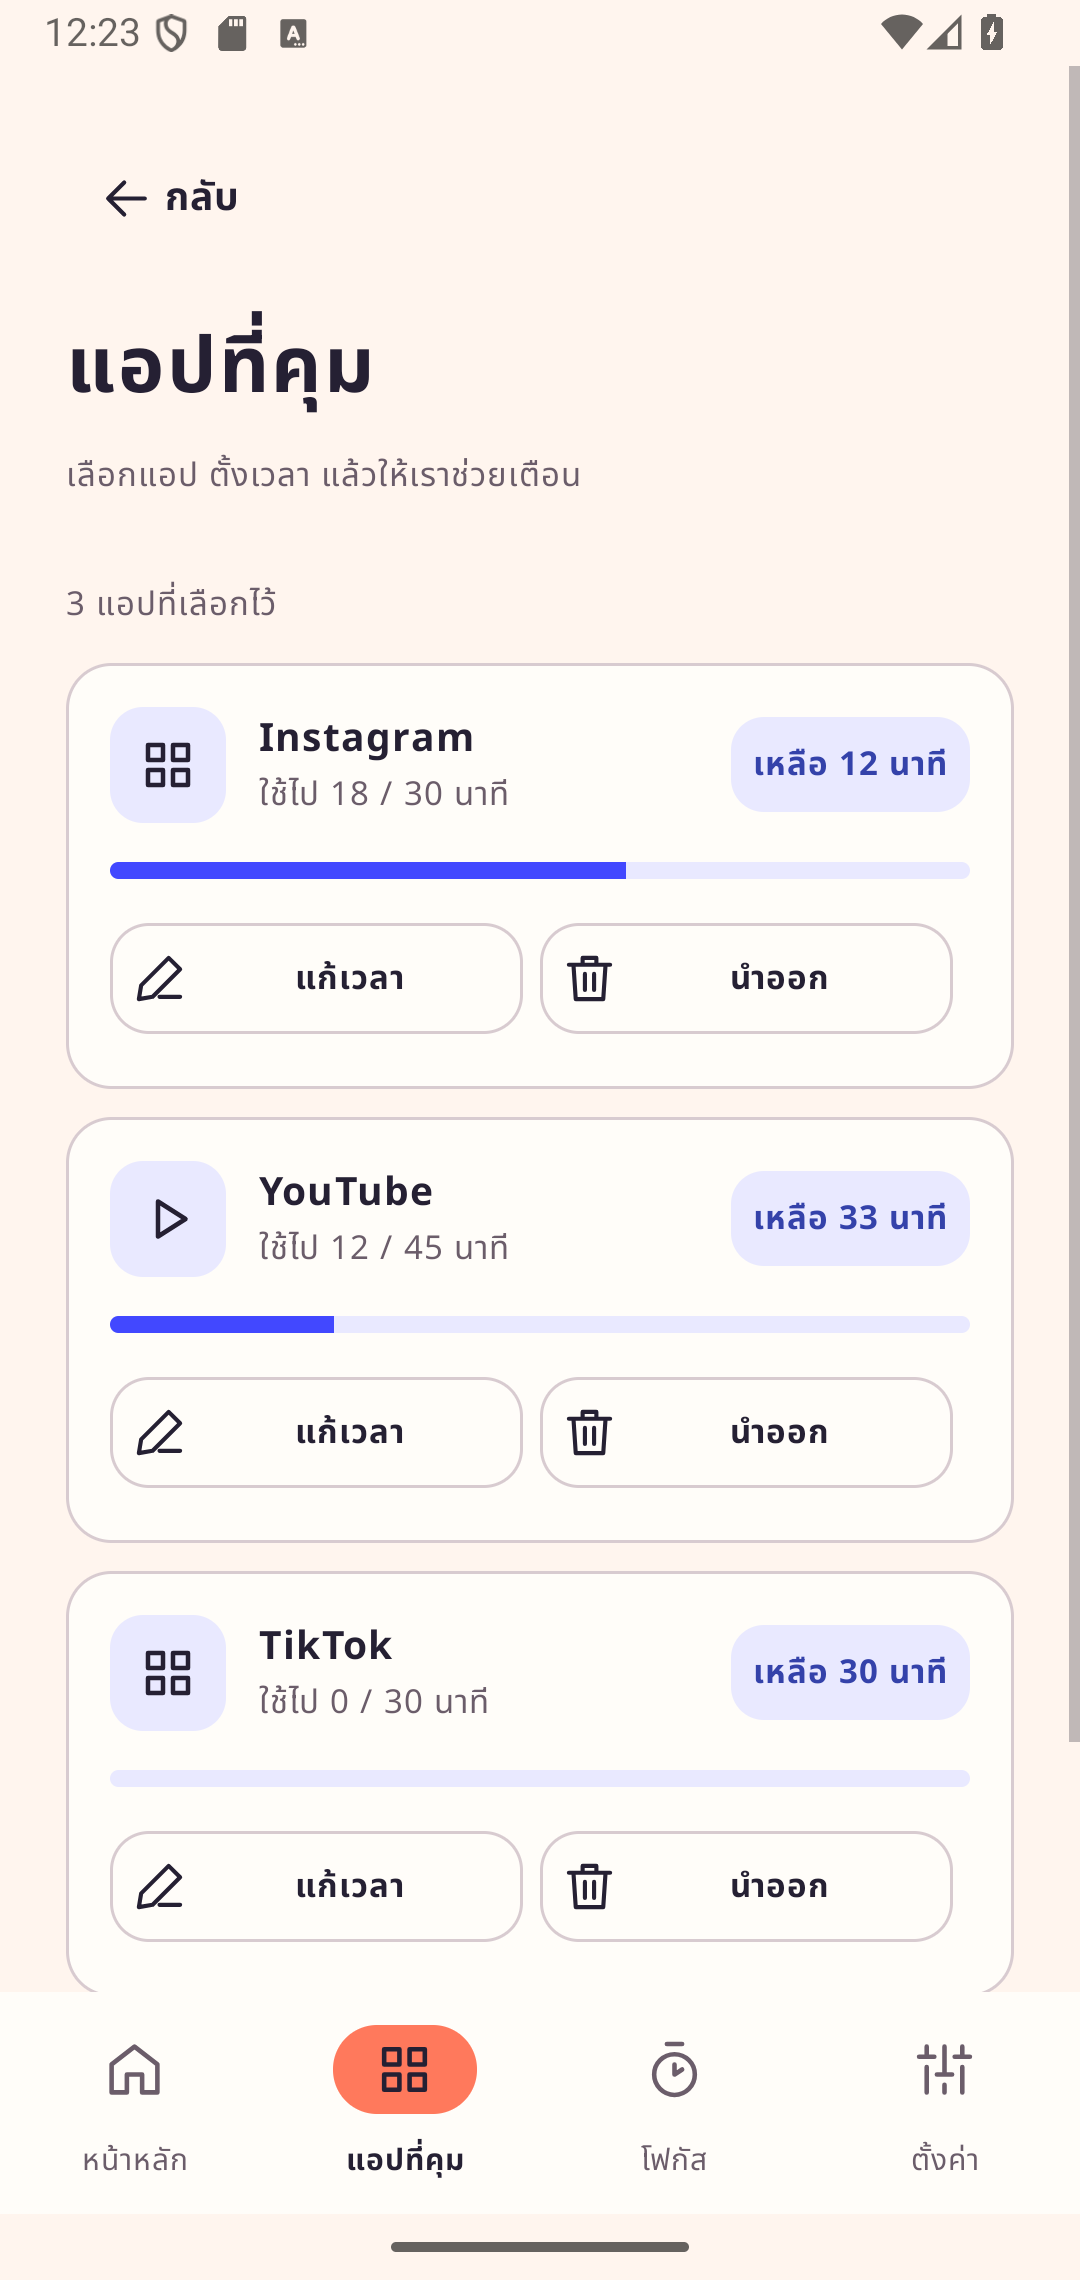 12:23
กลับ
แอปที่คุม
เลือกแอป ตั้งเวลา แล้วให้เราช่วยเตือน
3 แอปที่เลือกไว้
Instagram
ใช้ไป 18 / 30 นาที
เหลือ 12 นาที
แก้เวลา
นำออก
YouTube
ใช้ไป 12 / 45 นาที
เหลือ 33 นาที
แก้เวลา
นำออก
TikTok
ใช้ไป 0 / 30 นาที
เหลือ 30 นาที
แก้เวลา
นำออก
หน้าหลัก
แอปที่คุม
โฟกัส
ตั้งค่า